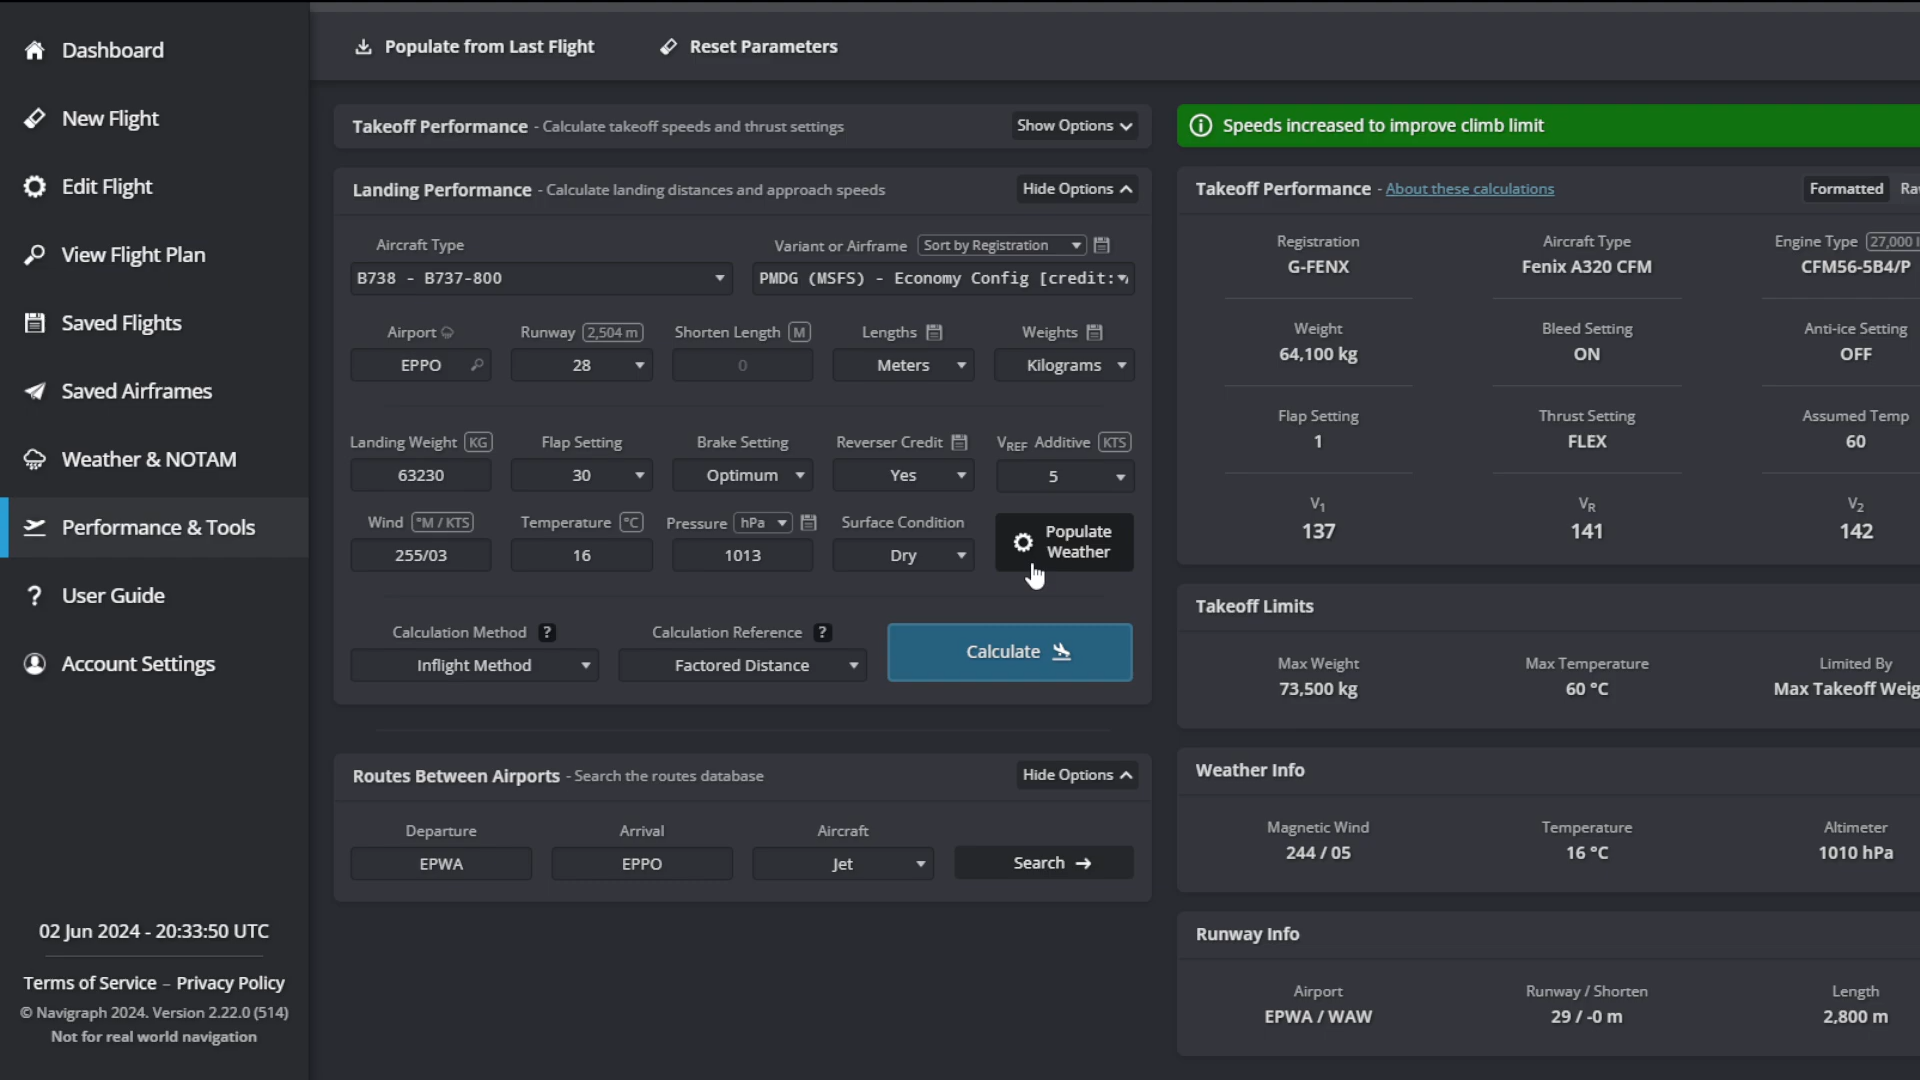 Dashboard
New Flight
Edit Flight
View Flight Plan
Saved Flights
Saved Airframes
Weather & NOTAM
Performance & Tools
? User Guide
Account Settings
02 Jun 2024 - 20:33:50 UTC
Terms of Service – Privacy Policy
© Navigraph 2024. Version 2.22.0 (514)
Not for real world navigation
Populate from Last Flight
Reset Parameters
Takeoff Performance - Calculate takeoff speeds and thrust settings
Show Options
Landing Performance - Calculate landing distances and approach speeds
Hide Options
Aircraft Type
Variant or Airframe Sort by Registration
B738 - B737-800
PMDG (MSFS) - Economy Config [credit:
Airport Runway 2,504 m Shorten Length M Lengths Weights
EPPO 28 0 Meters Kilograms
Landing Weight KG Flap Setting Brake Setting Reverser Credit VREF Additive KTS
63230 30 Optimum Yes 5
Wind °M / KTS Temperature °C Pressure hPa Surface Condition
255/03 16 1013 Dry
Populate
Weather
Calculation Method ? Calculation Reference ?
Inflight Method Factored Distance
Calculate
Routes Between Airports - Search the routes database
Hide Options
Departure Arrival Aircraft
EPWA EPPO Jet Search
Speeds increased to improve climb limit
Takeoff Performance - About these calculations
Formatted
Registration Aircraft Type Engine Type 27,000
G-FENX Fenix A320 CFM CFM56-5B4/P
Weight Bleed Setting Anti-ice Setting
64,100 kg ON OFF
Flap Setting Thrust Setting Assumed Temp
1 FLEX 60
V1 VR V2
137 141 142
Takeoff Limits
Max Weight Max Temperature Limited By
73,500 kg 60 °C Max Takeoff
Weather Info
Magnetic Wind Temperature Altimeter
244 / 05 16 °C 1010 hPa
Runway Info
Airport Runway / Shorten Length
EPWA / WAW 29 / -0 m 2,800 m